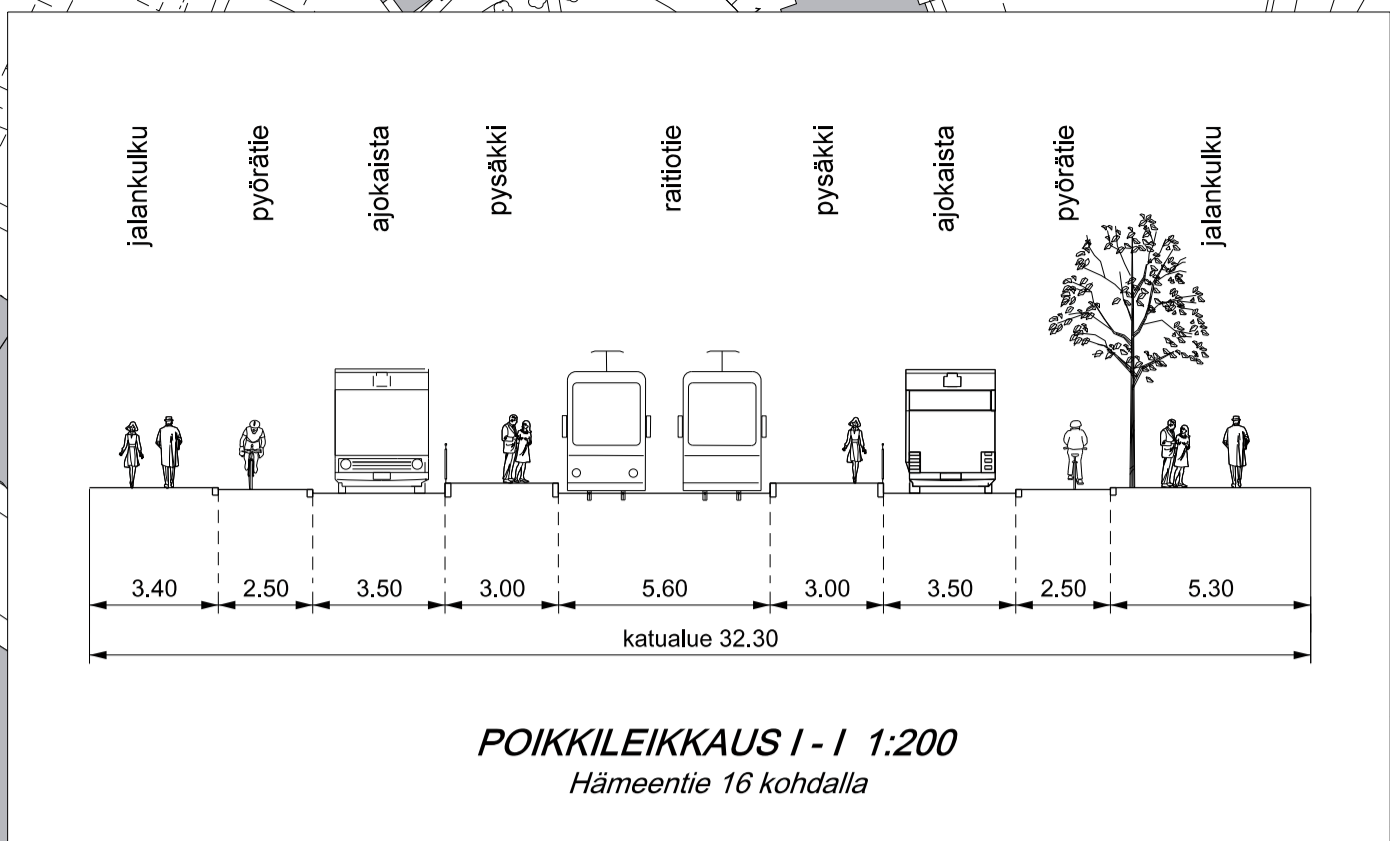 jalankulku
pyörätie
ajokaista
pysäkki
raitiotie
pysäkki
ajokaista
pyörätie
jalankulku
3.40 2.50 3.50 3.00 5.60 3.00 3.50 2.50 5.30
katualue 32.30
POIKKILEIKKAUS I - I 1:200
Hämeentie 16 kohdalla